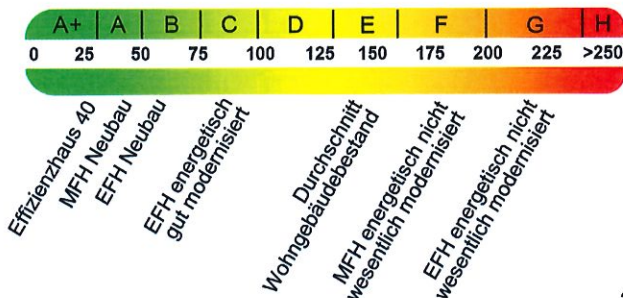 A+ A B C D E F G H
0 25 50 75 100 125 150 175 200 225 >250
Effizienzhaus 40
MFH Neubau
EFH Neubau
EFH energetisch
gut modernisiert
Durchschnitt
Wohngebäudebestand
MFH energetisch nicht
wesentlich modernisiert
EFH energetisch nicht
wesentlich modernisiert